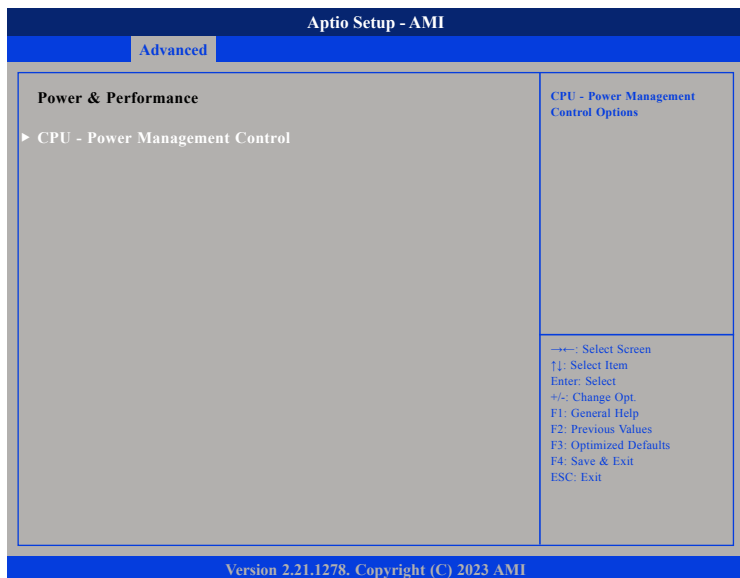 Aptio Setup - AMI
Advanced
Power & Performance
► CPU - Power Management Control
CPU - Power Management
Control Options
→←: Select Screen
↑↓: Select Item
Enter: Select
+/-: Change Opt.
F1: General Help
F2: Previous Values
F3: Optimized Defaults
F4: Save & Exit
ESC: Exit
Version 2.21.1278. Copyright (C) 2023 AMI